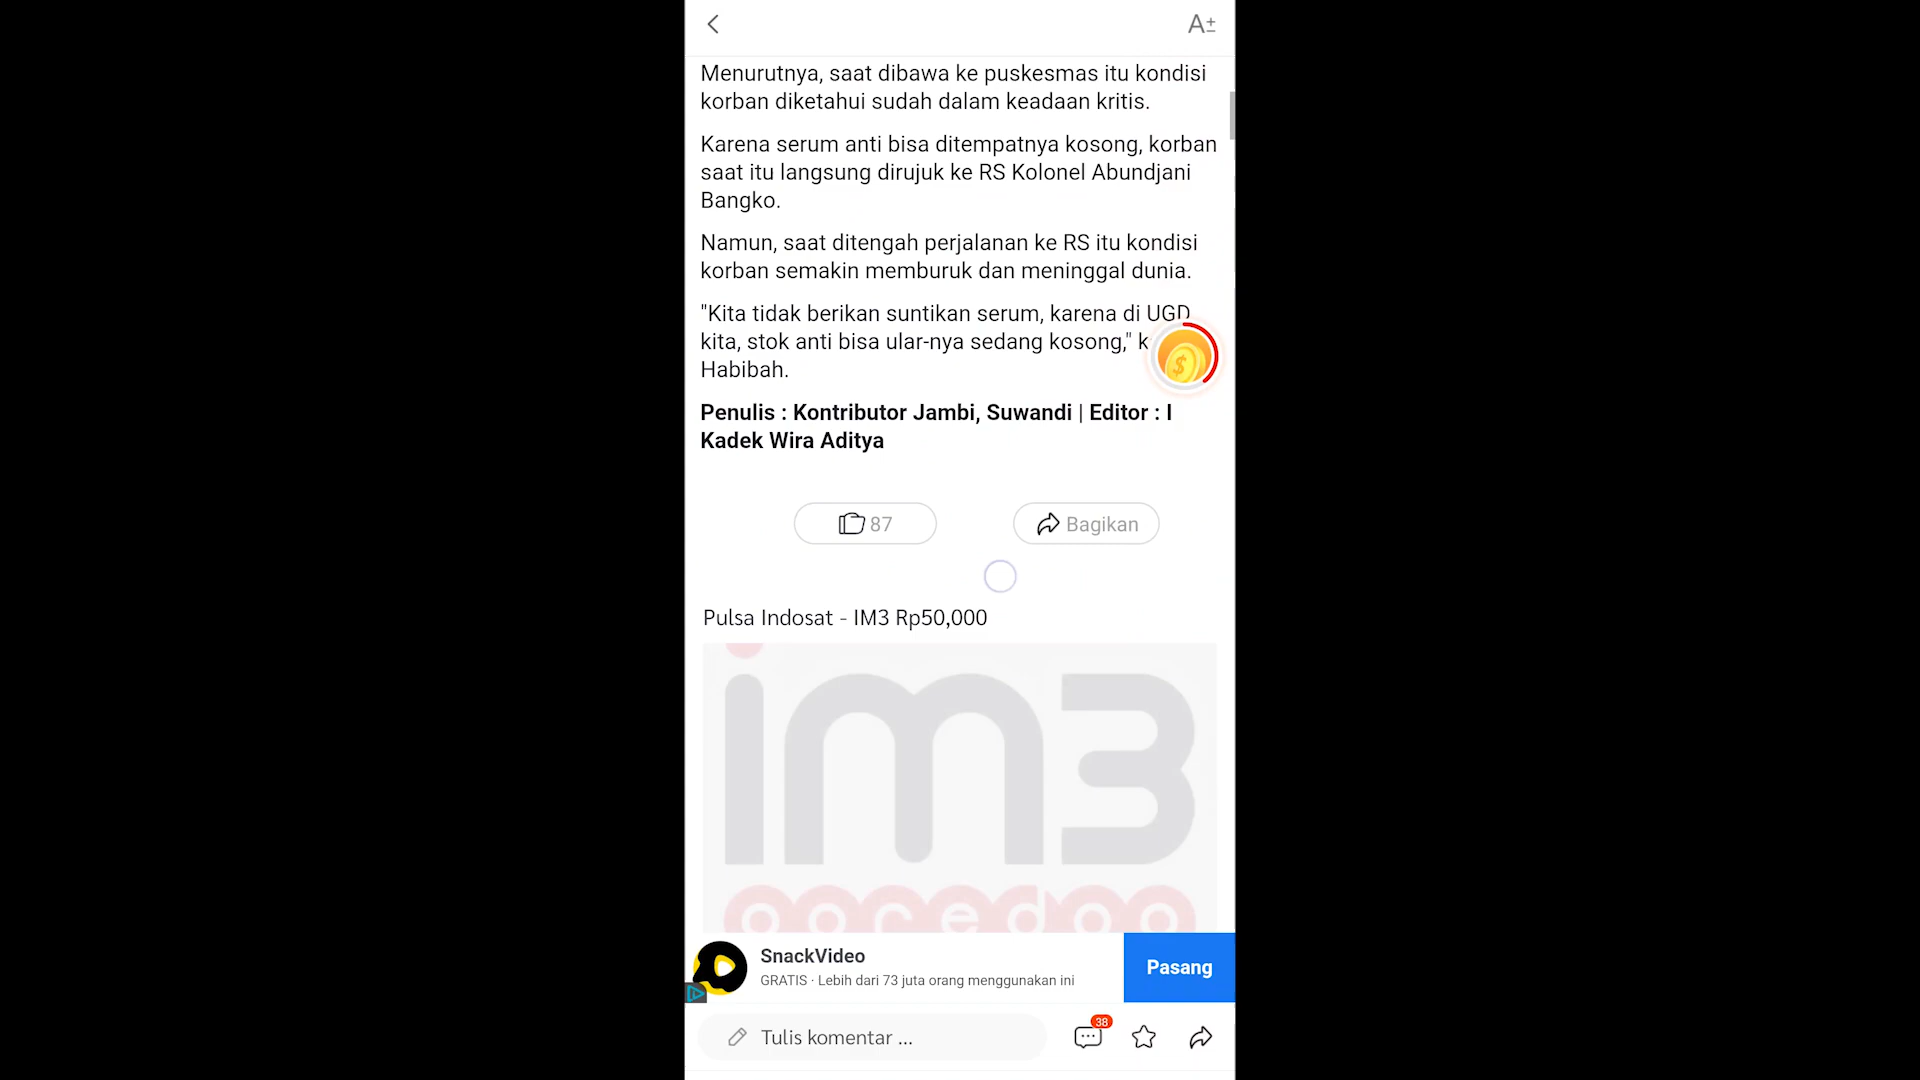 A±
Menurutnya, saat dibawa ke puskesmas itu kondisi
korban diketahui sudah dalam keadaan kritis.
Karena serum anti bisa ditempatnya kosong, korban
saat itu langsung dirujuk ke RS Kolonel Abundjani
Bangko.
Namun, saat ditengah perjalanan ke RS itu kondisi
korban semakin memburuk dan meninggal dunia.
"Kita tidak berikan suntikan serum, karena di UGD
kita, stok anti bisa ular-nya sedang kosong,"
Habibah.
Penulis : Kontributor Jambi, Suwandi | Editor : I
Kadek Wira Aditya
87
Bagikan
Pulsa Indosat - IM3 Rp50,000
im3
ooredoo
SnackVideo
GRATIS · Lebih dari 73 juta orang menggunakan ini
Pasang
Tulis komentar ...
38